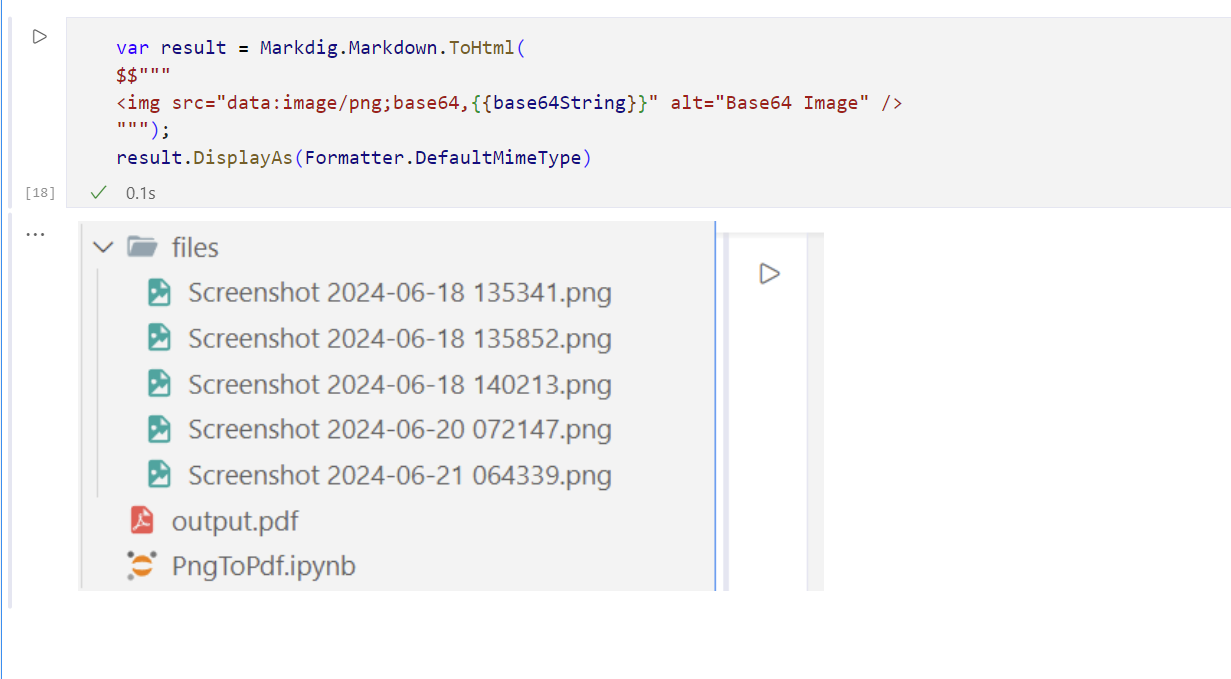 var result = Markdig.Markdown.ToHtml(
$$"""
<img src="data:image/png;base64,{{base64String}}" alt="Base64 Image" />
""");
result.DisplayAs(Formatter.DefaultMimeType)
[18]
0.1s
...
files
Screenshot 2024-06-18 135341.png
Screenshot 2024-06-18 135852.png
Screenshot 2024-06-18 140213.png
Screenshot 2024-06-20 072147.png
Screenshot 2024-06-21 064339.png
output.pdf
PngToPdf.ipynb